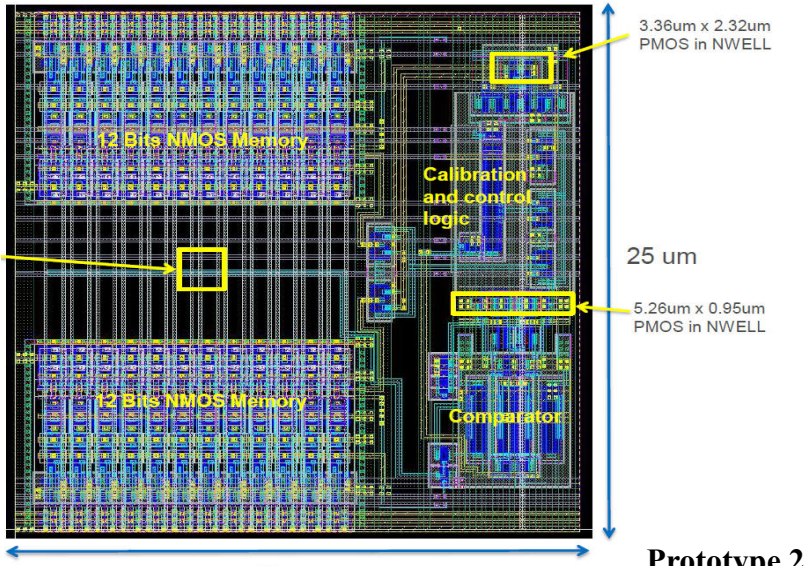 3.36um x 2.32um
PMOS in NWELL
12 Bits NMOS Memory
Calibration
and control
logic
25 um
5.26um x 0.95um
PMOS in NWELL
12 Bits NMOS Memory
Comparator
Prototype 2